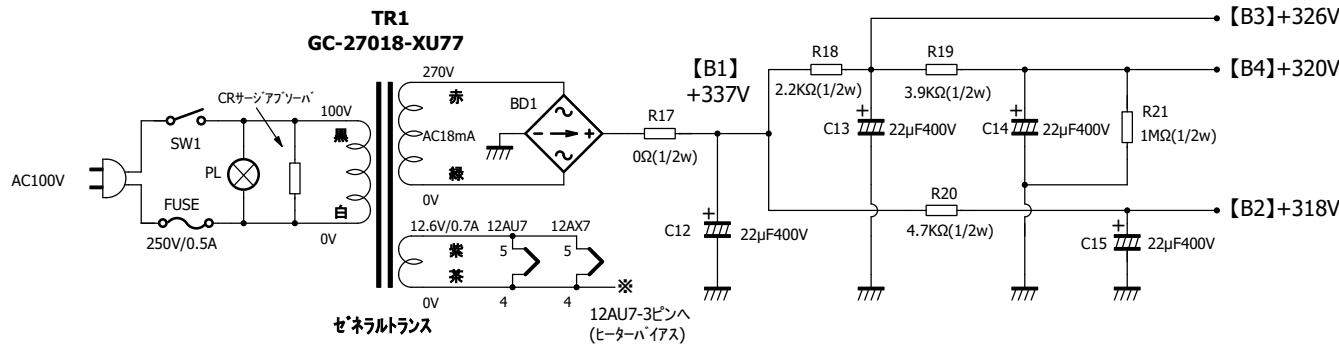 TR1
GC-27018-XU77
【B3】+326V
【B4】+320V
【B2】+318V
【B1】
+337V
CRサージアブソーバ
SW1
PL
AC100V
FUSE
250V/0.5A
100V
黒
白
0V
270V
赤
AC18mA
緑
0V
12.6V/0.7A
紫
茶
0V
ゼネラルトランス
BD1
12AU7
5
4
12AX7
5
4
※
12AU7-3ピンへ
(ヒーターバイアス)
R17
0Ω(1/2w)
C12
22μF400V
R18
2.2KΩ(1/2w)
R19
3.9KΩ(1/2w)
C13
22μF400V
C14
22μF400V
R21
1MΩ(1/2w)
R20
4.7KΩ(1/2w)
C15
22μF400V